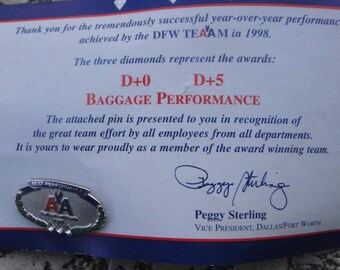 Thank you for the tremendously successful year-over-year performance
achieved by the DFW TEAAM in 1998.
The three diamonds represent the awards:
D+0 D+5
BAGGAGE PERFORMANCE
The attached pin is presented to you in recognition of
the great team effort by all employees from all departments.
It is yours to wear proudly as a member of the award winning team.
Peggy Sterling
BEST PERFORMANCE
AA
Peggy Sterling
VICE PRESIDENT, DALLAS/FORT WORTH